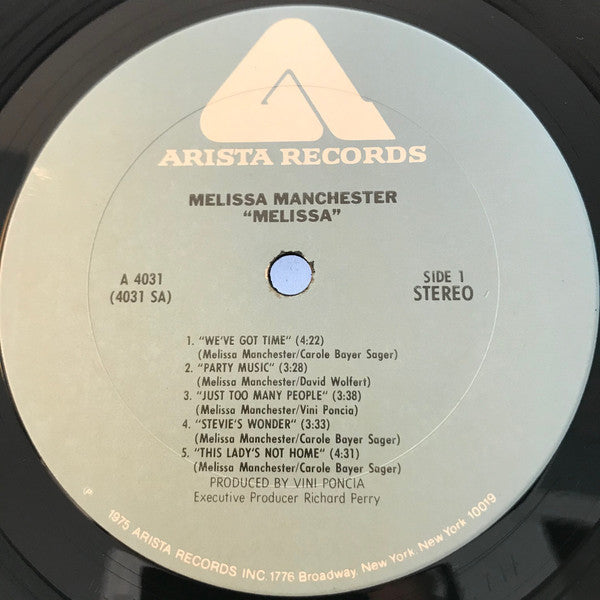 ARISTA RECORDS
MELISSA MANCHESTER
"MELISSA"
A 4031
(4031 SA)
SIDE 1
STEREO
1. "WE'VE GOT TIME" (4:22)
(Melissa Manchester/Carole Bayer Sager)
2. "PARTY MUSIC" (3:28)
(Melissa Manchester/David Wolfert)
3. "JUST TOO MANY PEOPLE" (3:38)
(Melissa Manchester/Vini Poncia)
4. "STEVIE'S WONDER" (3:33)
(Melissa Manchester/Carole Bayer Sager)
5. "THIS LADY'S NOT HOME" (4:31)
(Melissa Manchester/Carole Bayer Sager)
PRODUCED BY VINI PONCIA
Executive Producer Richard Perry
℗ 1975 ARISTA RECORDS INC. 1776 Broadway, New York, New York 10019